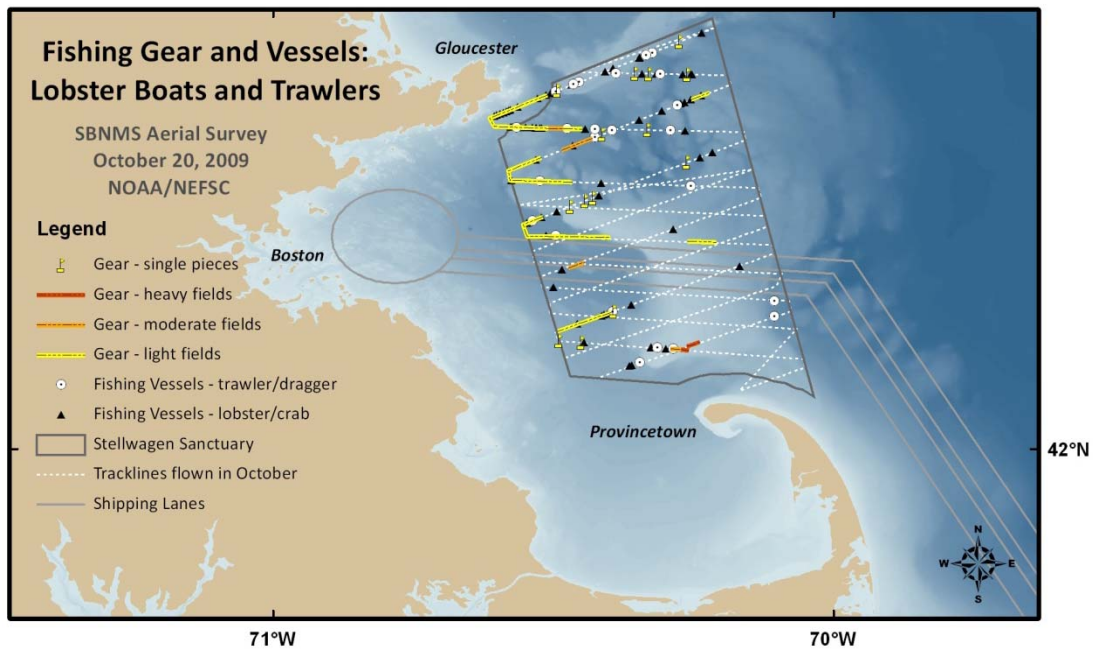 Fishing Gear and Vessels:
Lobster Boats and Trawlers
SBNMS Aerial Survey
October 20, 2009
NOAA/NEFSC
Legend
Gear - single pieces
Gear - heavy fields
Gear - moderate fields
Gear - light fields
Fishing Vessels - trawler/dragger
Fishing Vessels - lobster/crab
Stellwagen Sanctuary
Tracklines flown in October
Shipping Lanes
Gloucester
Boston
Provincetown
42°N
N
W E
S
71°W
70°W